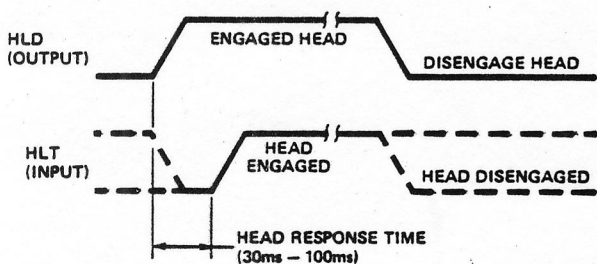 HLD
(OUTPUT)
ENGAGED HEAD
DISENGAGE HEAD
HLT
(INPUT)
HEAD
ENGAGED
HEAD DISENGAGED
HEAD RESPONSE TIME
(30ms – 100ms)